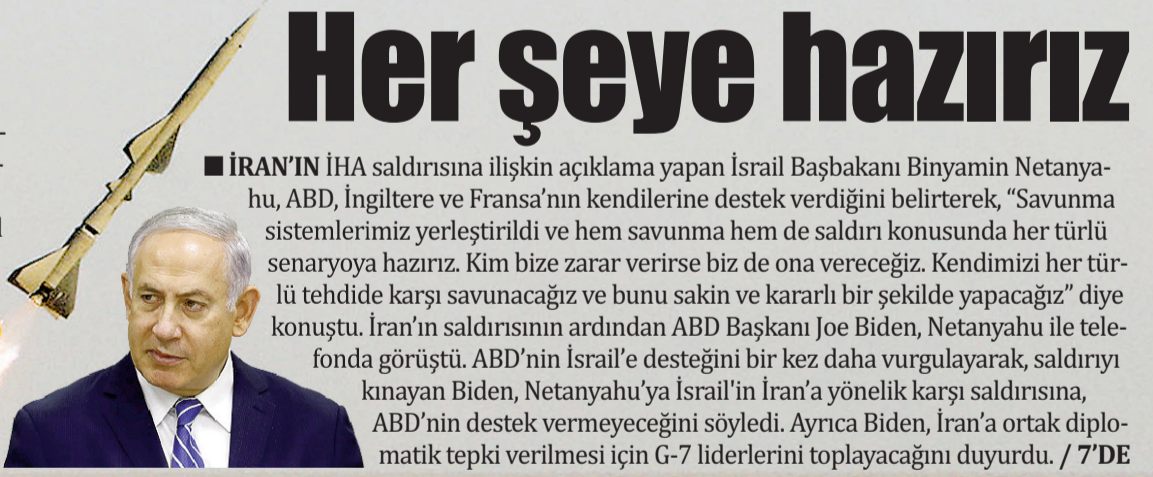 Her şeye hazırız
■ İRAN’IN İHA saldırısına ilişkin açıklama yapan İsrail Başbakanı Binyamin Netanya-
hu, ABD, İngiltere ve Fransa’nın kendilerine destek verdiğini belirterek, “Savunma
sistemlerimiz yerleştirildi ve hem savunma hem de saldırı konusunda her türlü
senaryoya hazırız. Kim bize zarar verirse biz de ona vereceğiz. Kendimizi her tür-
lü tehdide karşı savunacağız ve bunu sakin ve kararlı bir şekilde yapacağız” diye
konuştu. İran’ın saldırısının ardından ABD Başkanı Joe Biden, Netanyahu ile tele-
fonda görüştü. ABD’nin İsrail’e desteğini bir kez daha vurgulayarak, saldırıyı
kınayan Biden, Netanyahu’ya İsrail'in İran’a yönelik karşı saldırısına,
ABD’nin destek vermeyeceğini söyledi. Ayrıca Biden, İran’a ortak diplo-
matik tepki verilmesi için G-7 liderlerini toplayacağını duyurdu. / 7’DE